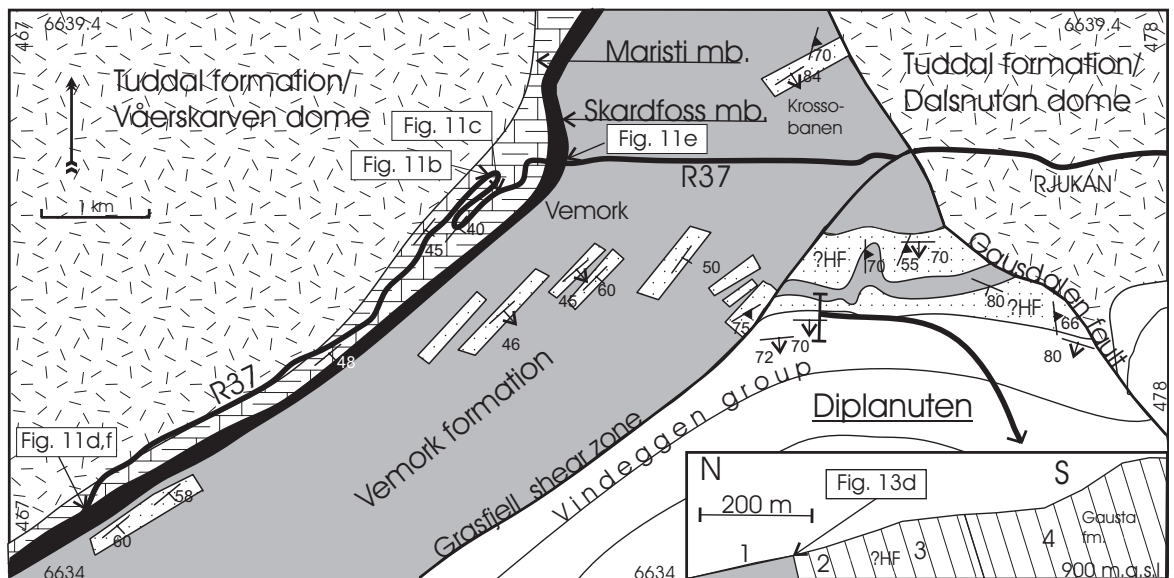 6639.4
467
Tuddal formation/
Våerskarven dome
Maristi mb.
Skardfoss mb.
Fig. 11c
Fig. 11b
Fig. 11e
70
84
Krosso-
banen
6639.4
478
Tuddal formation/
Dalsnutan dome
R37
RJUKAN
1 km
Vemork
40
45
45
60
46
50
75
?HF
70
55
70
80
?HF
66
80
72
70
Gausdalen fault
48
R37
Vemork formation
Grasfjell shear zone
Vindeggen group
Diplanuten
478
Fig. 11d,f
467
58
60
6634
6634
N
S
200 m
Fig. 13d
1
2
?HF
3
4
Gausta
fm.
900 m.a.s.l